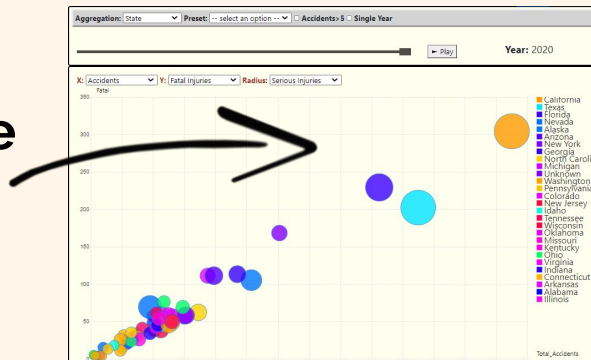 Aggregation: State Preset: -- select an option -- Accidents>5 Single Year
► Play Year: 2020
X: Accidents Y: Fatal Injuries Radius: Serious Injuries
Fatal
350
300
250
200
150
100
50
0
e
California
Texas
Florida
Nevada
Alaska
Arizona
New York
Georgia
North Caroli
Michigan
Unknown
Washington
Pennsylvania
Colorado
New Jersey
Idaho
Tennessee
Wisconsin
Oklahoma
Missouri
Kentucky
Ohio
Virginia
Indiana
Connecticut
Arkansas
Alabama
Illinois
Total_Accidents